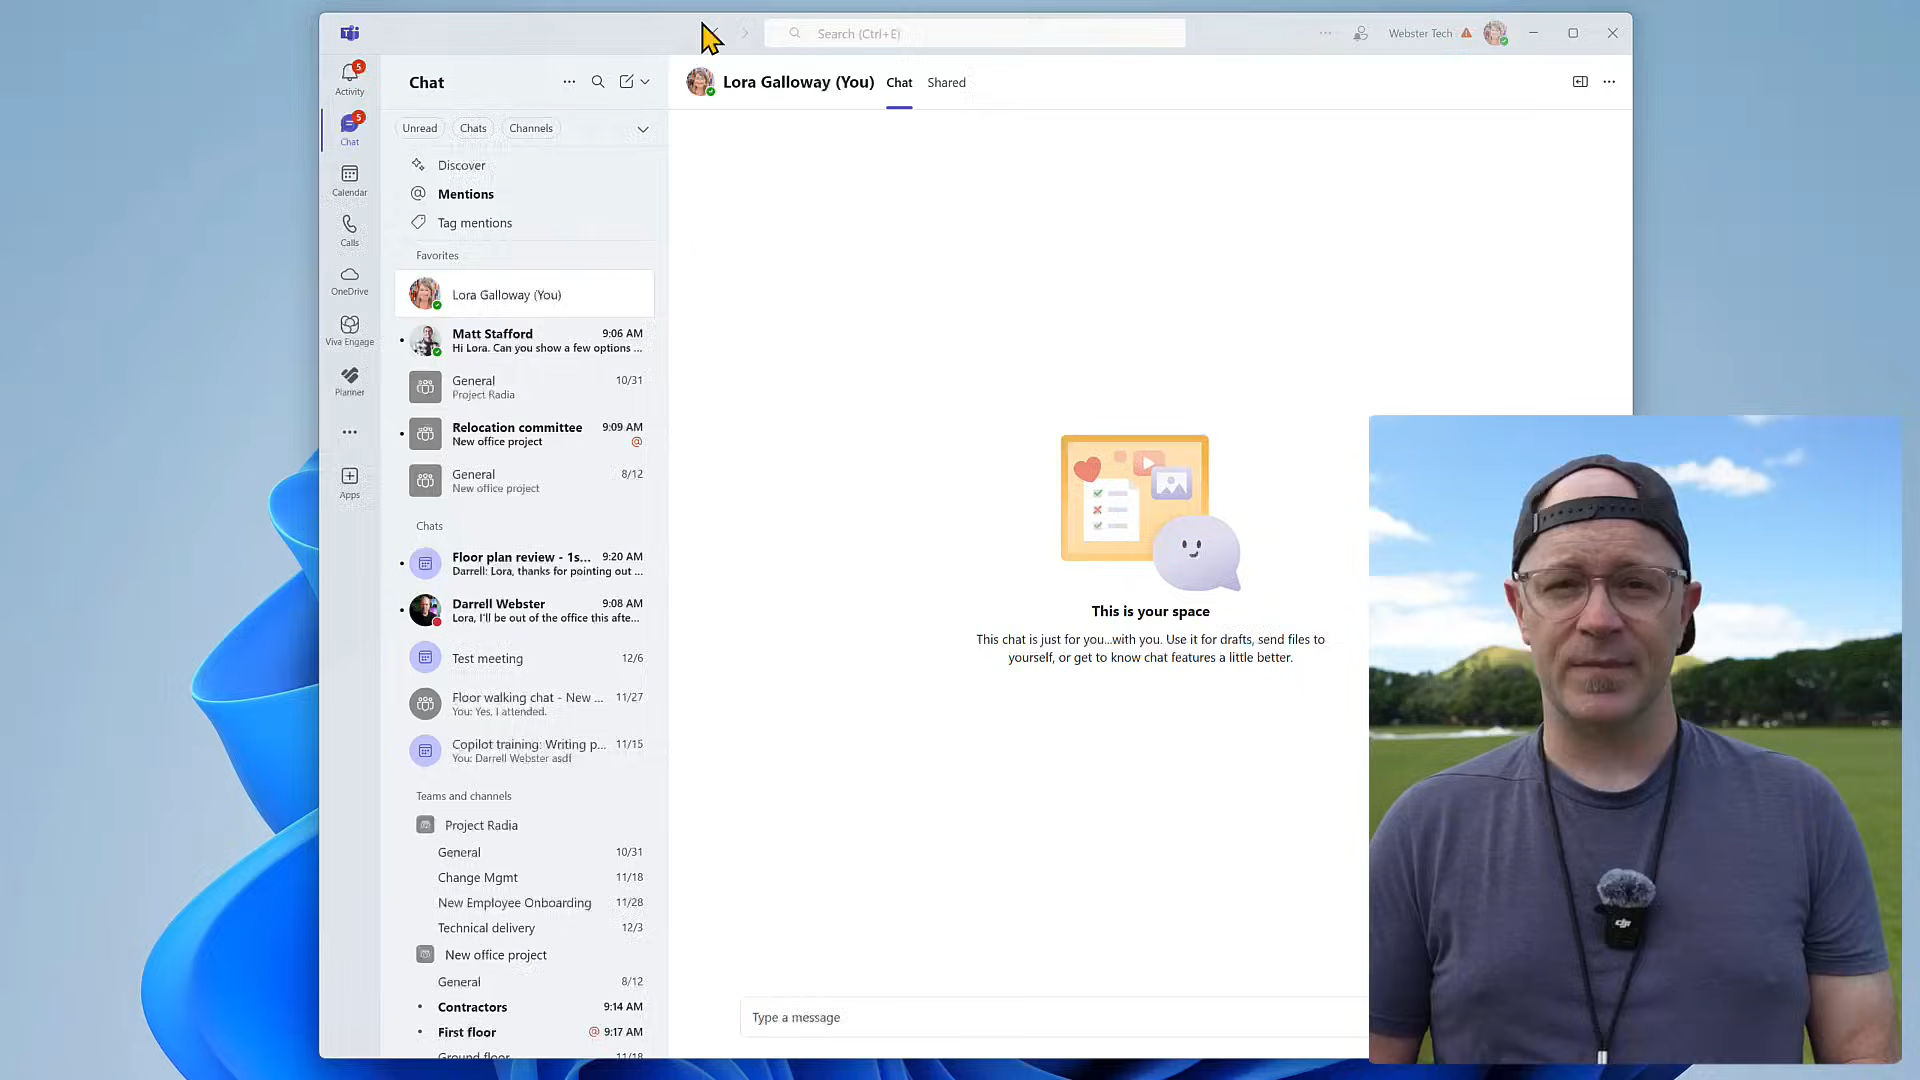 Search (Ctrl+E)
Webster Tech
5
Activity
5
Chat
Calendar
Calls
OneDrive
Viva Engage
Planner
Apps
Chat
Unread
Chats
Channels
Discover
Mentions
Tag mentions
Favorites
Lora Galloway (You)
Matt Stafford 9:06 AM
Hi Lora. Can you show a few options ...
General 10/31
Project Radia
Relocation committee 9:09 AM
New office project @
General 8/12
New office project
Chats
Floor plan review - 1s... 9:20 AM
Darrell: Lora, thanks for pointing out ...
Darrell Webster 9:08 AM
Lora, I'll be out of the office this afte...
Test meeting 12/6
Floor walking chat - New ... 11/27
You: Yes, I attended.
Copilot training: Writing p... 11/15
You: Darrell Webster asdf
Teams and channels
Project Radia
General 10/31
Change Mgmt 11/18
New Employee Onboarding 11/28
Technical delivery 12/3
New office project
General 8/12
Contractors 9:14 AM
First floor @ 9:17 AM
Ground floor 11/18
Lora Galloway (You)
Chat
Shared
This is your space
This chat is just for you...with you. Use it for drafts, send files to
yourself, or get to know chat features a little better.
Type a message
dji